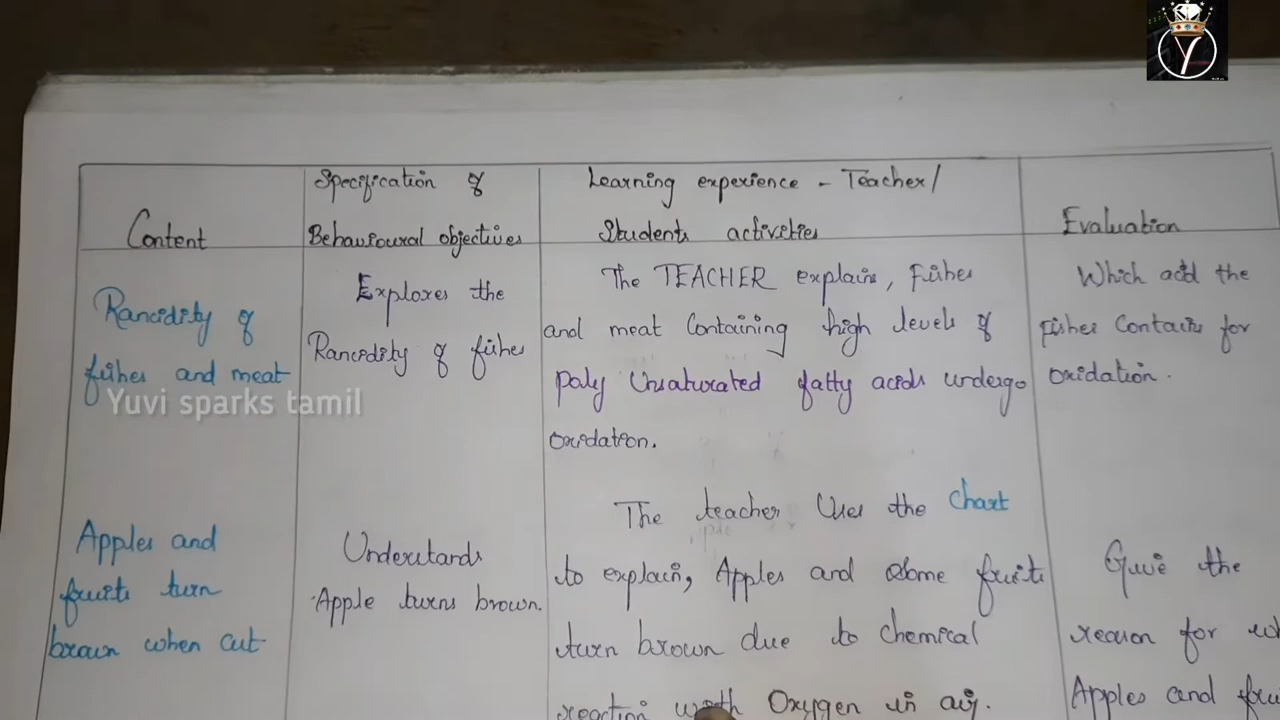 Y
Content
Specification of
Behavioural objectives
Learning experience - Teacher/
Students activities
Evaluation
Rancidity of
fishes and meat
Explores the
Rancidity of fishes
The TEACHER explains, Fishes
and meat Containing high levels of
Poly Unsaturated fatty acids undergo
oxidation.
Which acid the
fishes Contains for
oxidation.
Yuvi sparks tamil
Apples and
fruits turn
brown when cut
Understands
Apple turns brown.
The teacher Uses the Chart
to explain, Apples and Some fruits
turn brown due to chemical
reaction with Oxygen in air.
Give the
reason for
Apples and